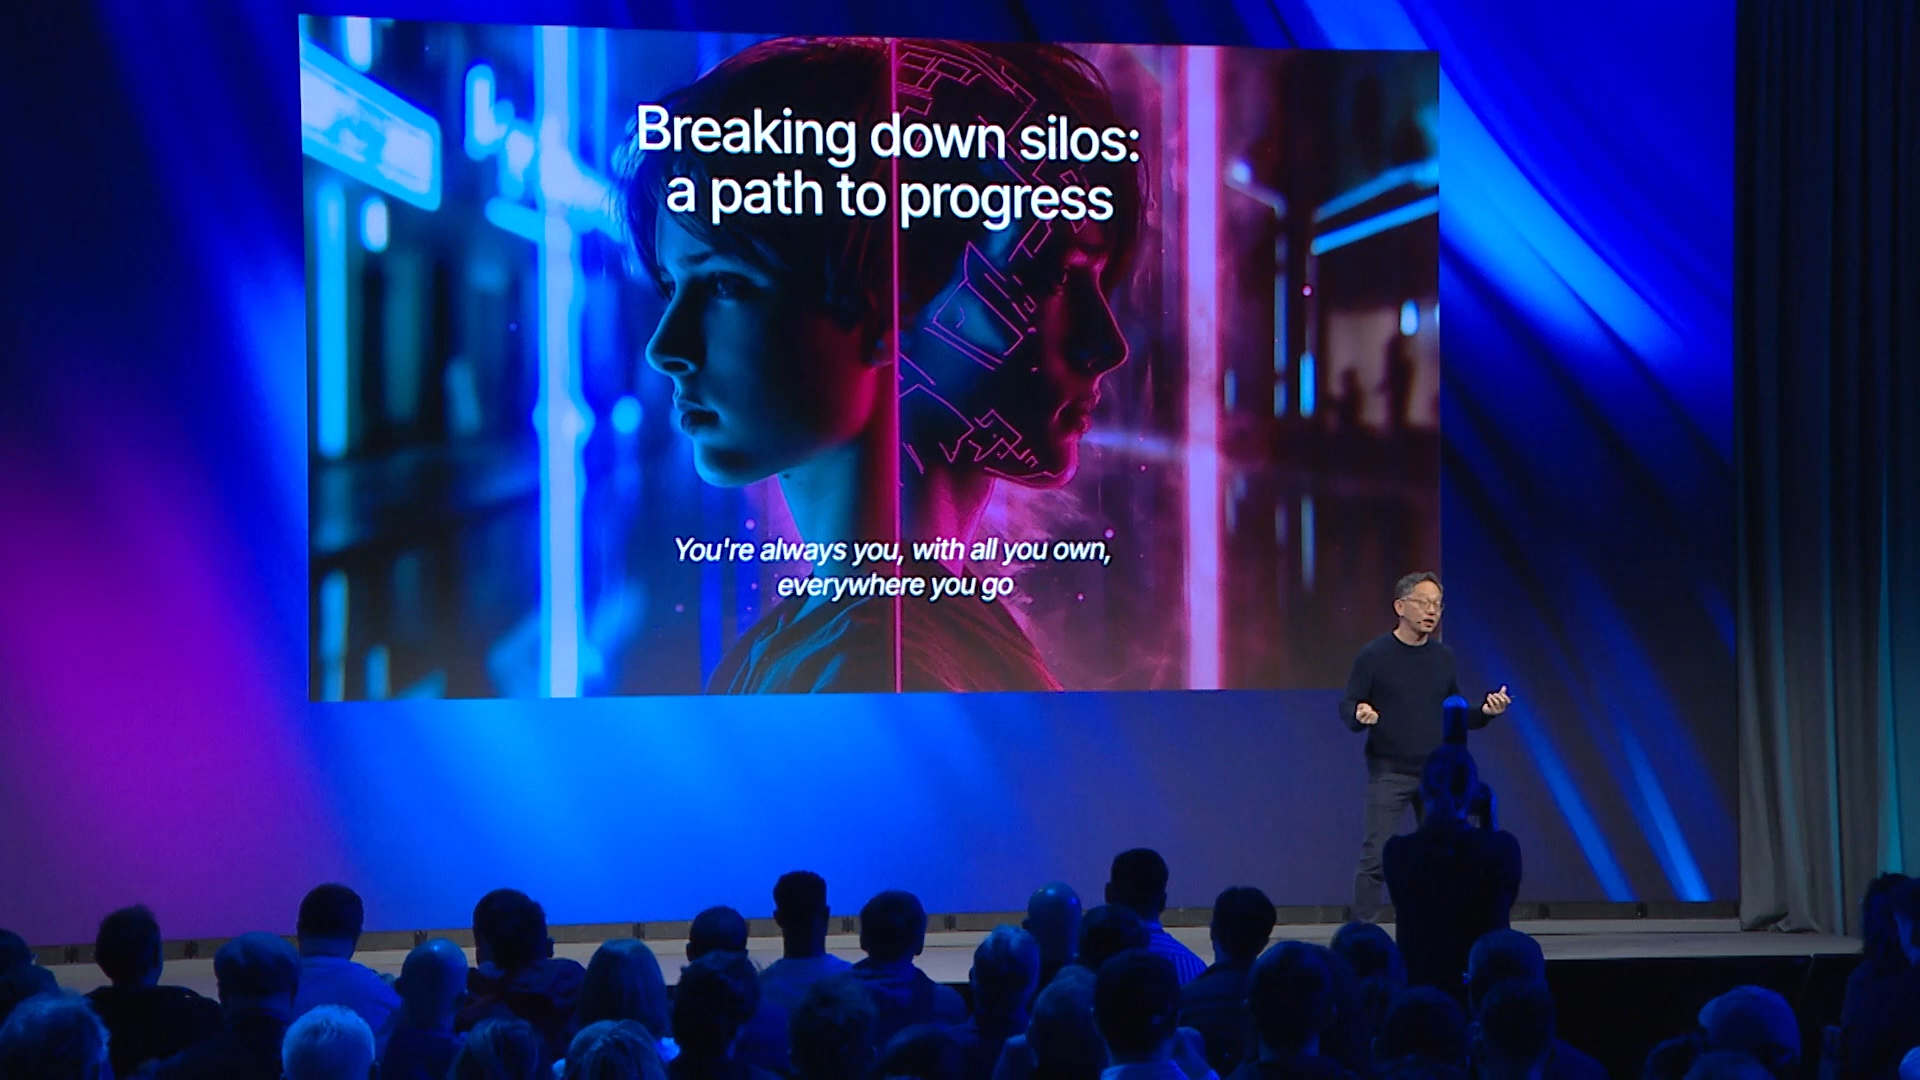 Breaking down silos:
a path to progress
You're always you, with all you own,
everywhere you go